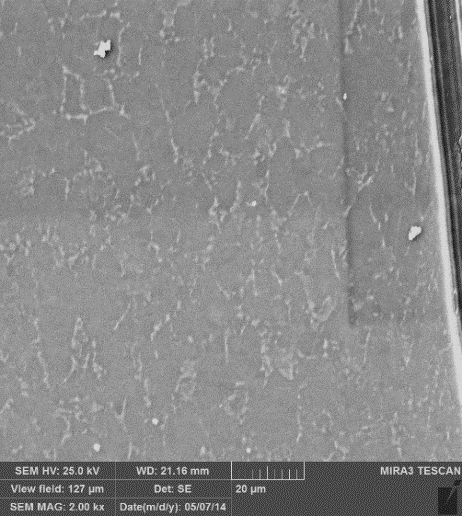 SEM HV: 25.0 kV WD: 21.16 mm MIRA3 TESCAN
View field: 127 µm Det: SE 20 µm
SEM MAG: 2.00 kx Date(m/d/y): 05/07/14